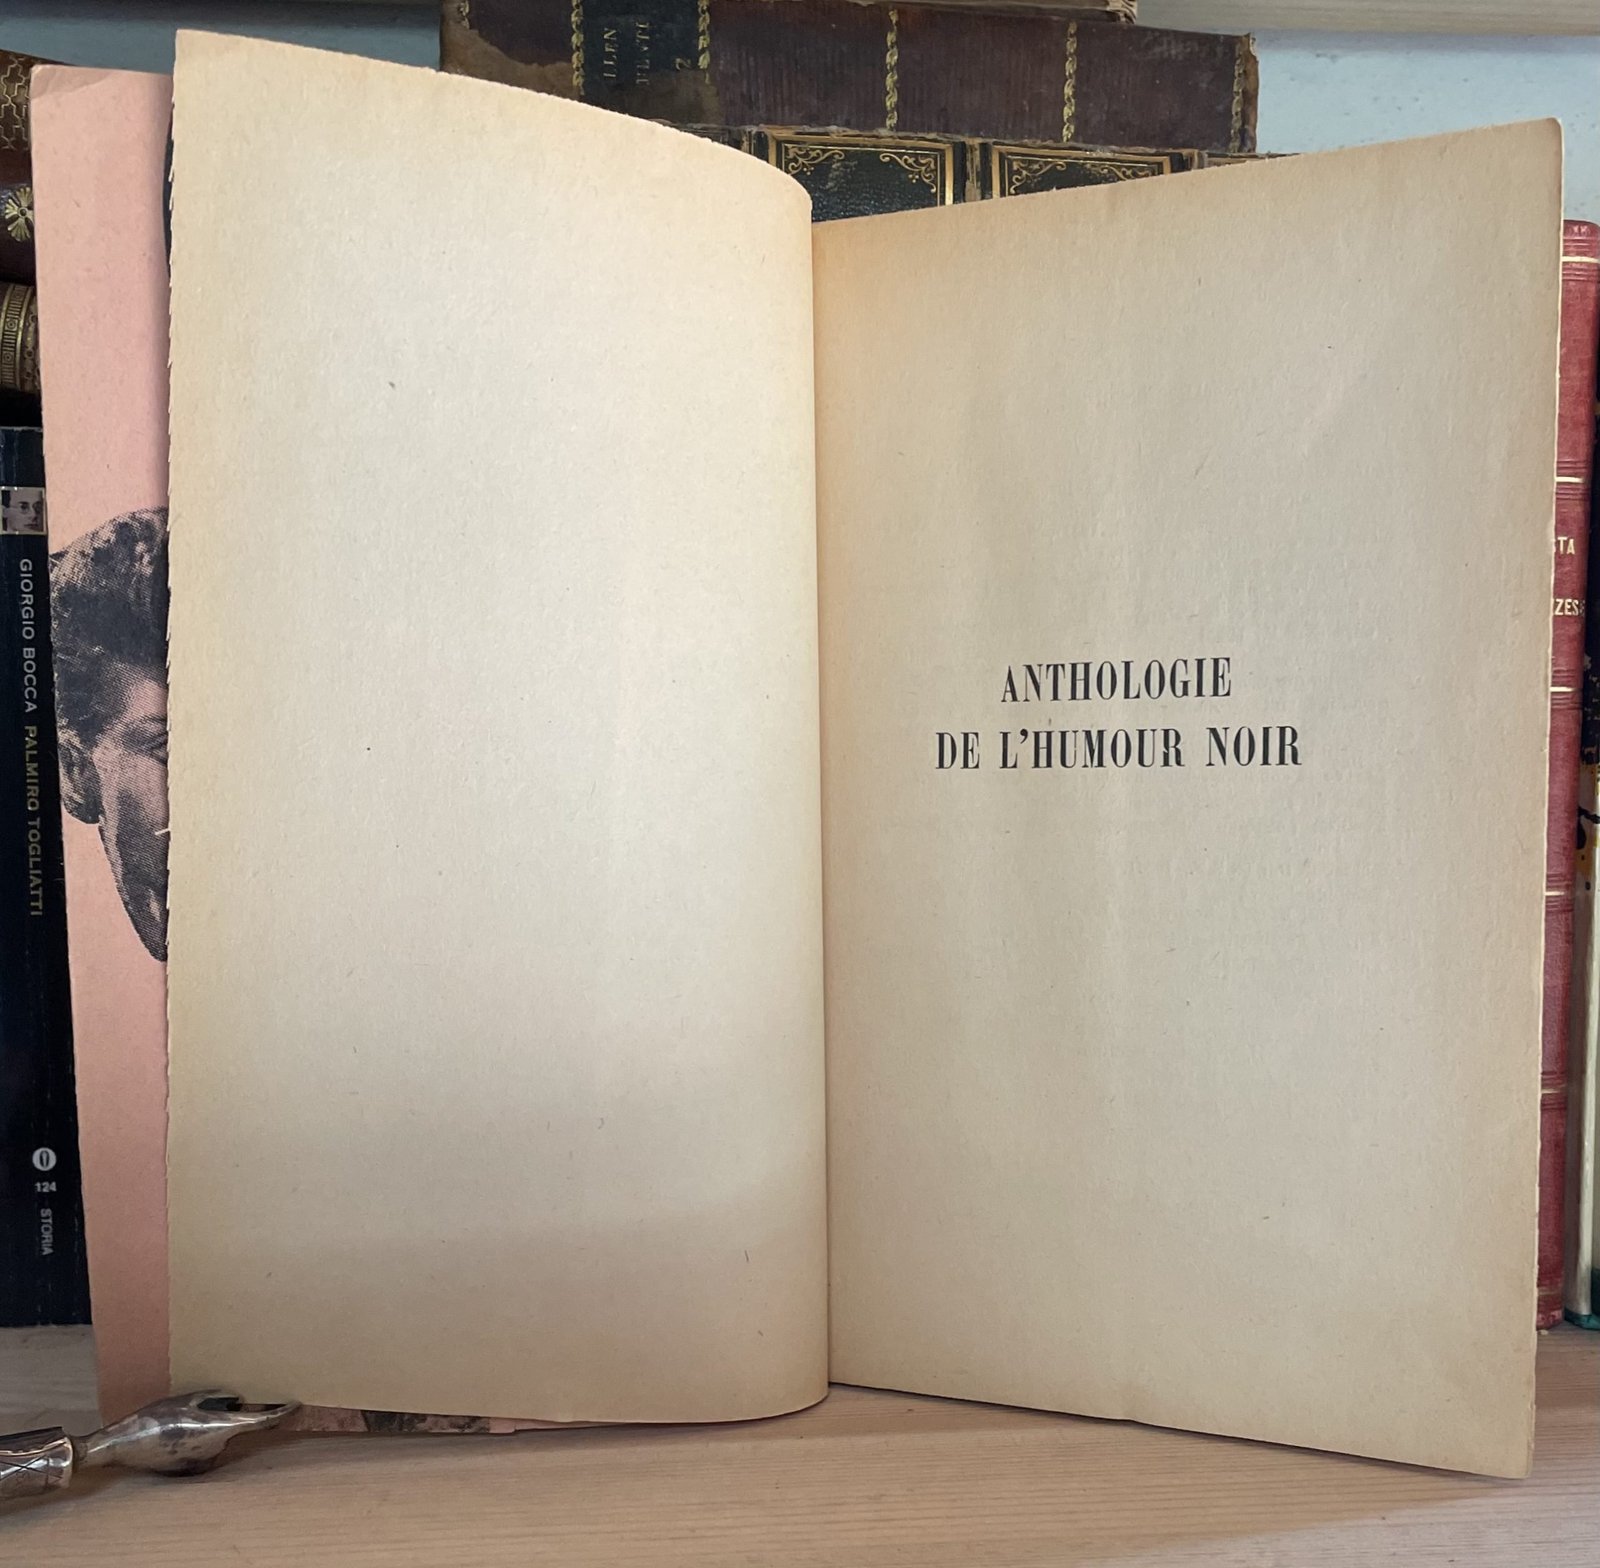 ANTHOLOGIE
DE L'HUMOUR NOIR
GIORGIO BOCCA PALMIRO TOGLIATTI
124 STORIA